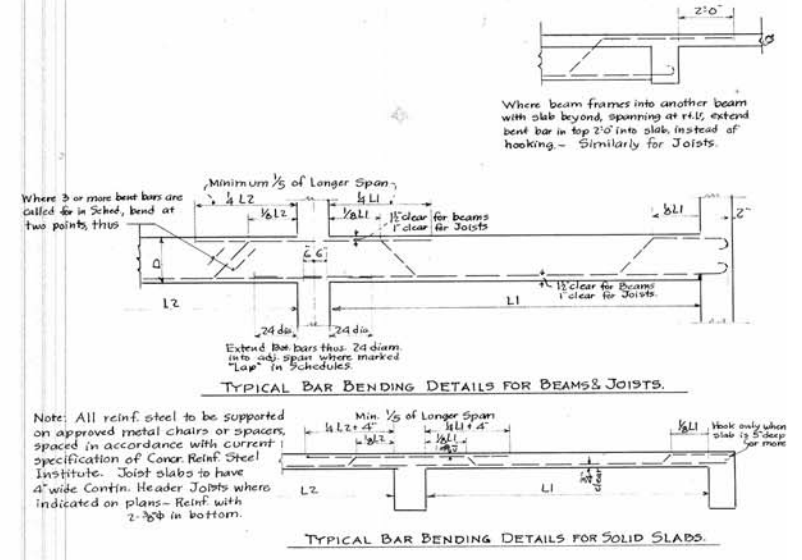 2'-0"
Where beam frames into another beam
with slab beyond, spanning at rt.∠s, extend
bent bar in top 2'-0" into slab, instead of
hooking.- Similarly for Joists.
Where 3 or more bent bars are
called for in Sched, bend at
two points, thus
Minimum 1/5 of Longer Span
1/4 L2
1/4 L1
1/8 L2
1/8 L1
1/8 L1
2"
1½" clear for beams
1" clear for Joists
D
6" 6"
1½" clear for Beams
1" clear for Joists.
L2
L1
24 dia.
24 dia.
Extend Bot. bars thus 24 diam.
into adj. span where marked
"Lap" in Schedules.
TYPICAL BAR BENDING DETAILS FOR BEAMS & JOISTS.
Note: All reinf. steel to be supported
on approved metal chairs or spacers,
spaced in accordance with current
specification of Concr. Reinf. Steel
Institute. Joist slabs to have
4" wide Contin. Header Joists where
indicated on plans- Reinf. with
2-3/8"ϕ in bottom.
Min. 1/5 of Longer Span
1/4 L2 + 4"
1/4 L1 + 4"
1/8 L2
1/8 L1
1/8 L1
Hook only when
slab is 5" deep
or more
clear
L2
L1
TYPICAL BAR BENDING DETAILS FOR SOLID SLABS.